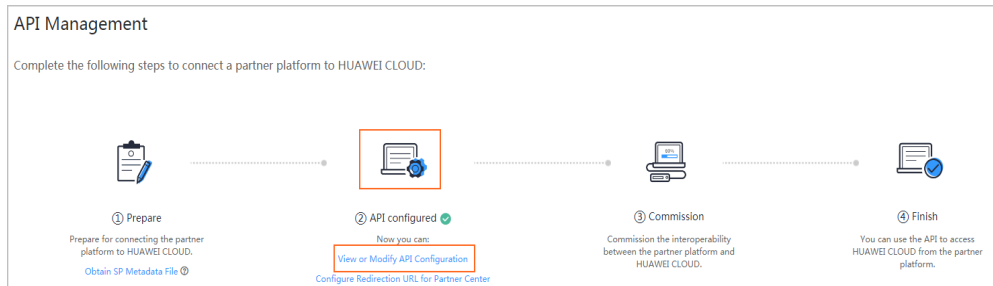 API Management
Complete the following steps to connect a partner platform to HUAWEI CLOUD:
① Prepare
Prepare for connecting the partner
platform to HUAWEI CLOUD.
Obtain SP Metadata File
② API configured
Now you can:
View or Modify API Configuration
Configure Redirection URL for Partner Center
③ Commission
Commission the interoperability
between the partner platform and
HUAWEI CLOUD.
④ Finish
You can use the API to access
HUAWEI CLOUD from the partner
platform.